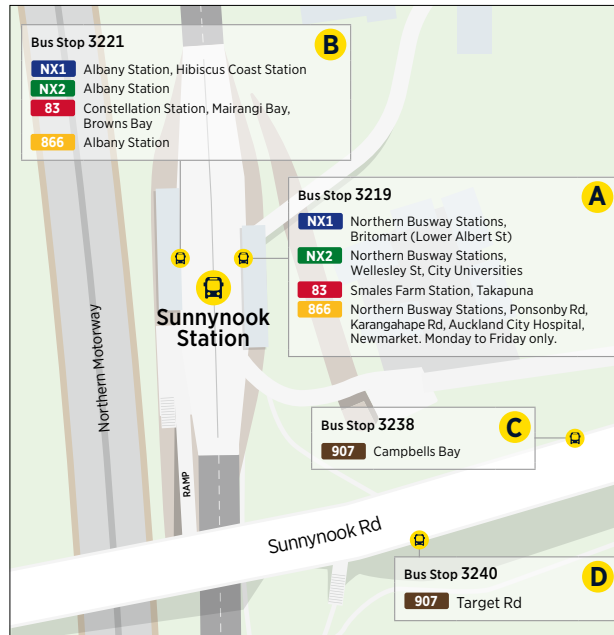 Bus Stop 3221
B
NX1 Albany Station, Hibiscus Coast Station
NX2 Albany Station
83 Constellation Station, Mairangi Bay,
Browns Bay
866 Albany Station
Bus Stop 3219
A
NX1 Northern Busway Stations,
Britomart (Lower Albert St)
NX2 Northern Busway Stations,
Wellesley St, City Universities
83 Smales Farm Station, Takapuna
866 Northern Busway Stations, Ponsonby Rd,
Karangahape Rd, Auckland City Hospital,
Newmarket. Monday to Friday only.
Sunnynook
Station
Northern Motorway
Bus Stop 3238
C
907 Campbells Bay
RAMP
Sunnynook Rd
Bus Stop 3240
D
907 Target Rd